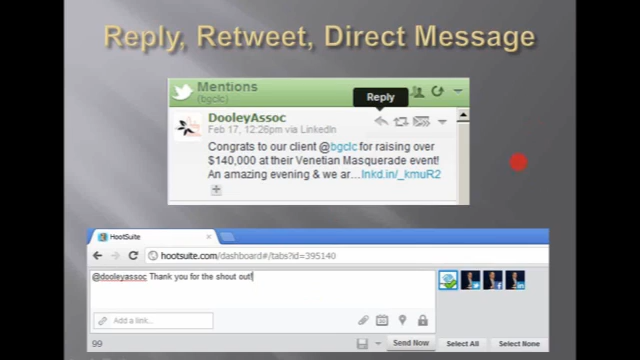 Reply, Retweet, Direct Message
Mentions
(bgclc)
Reply
DooleyAssoc
Feb 17, 12:26pm via LinkedIn
Congrats to our client @bgclc for raising over
$140,000 at their Venetian Masquerade event!
An amazing evening & we ar...lnkd.in/_kmuR2
HootSuite
hootsuite.com/dashboard#/tabs?id=395140
@dooleyassoc Thank you for the shout out!
Add a link...
99
Send Now
Select All
Select None